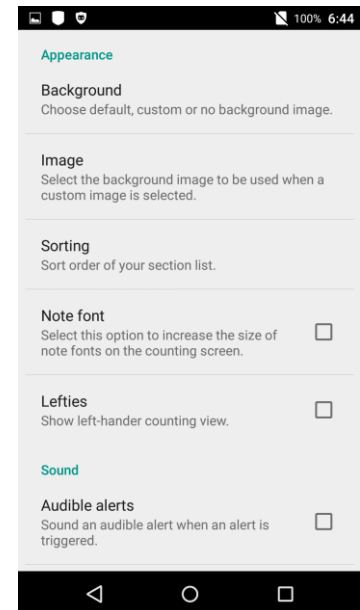 100% 6:44
Appearance
Background
Choose default, custom or no background image.
Image
Select the background image to be used when a
custom image is selected.
Sorting
Sort order of your section list.
Note font
Select this option to increase the size of
note fonts on the counting screen.
Lefties
Show left-hander counting view.
Sound
Audible alerts
Sound an audible alert when an alert is
triggered.